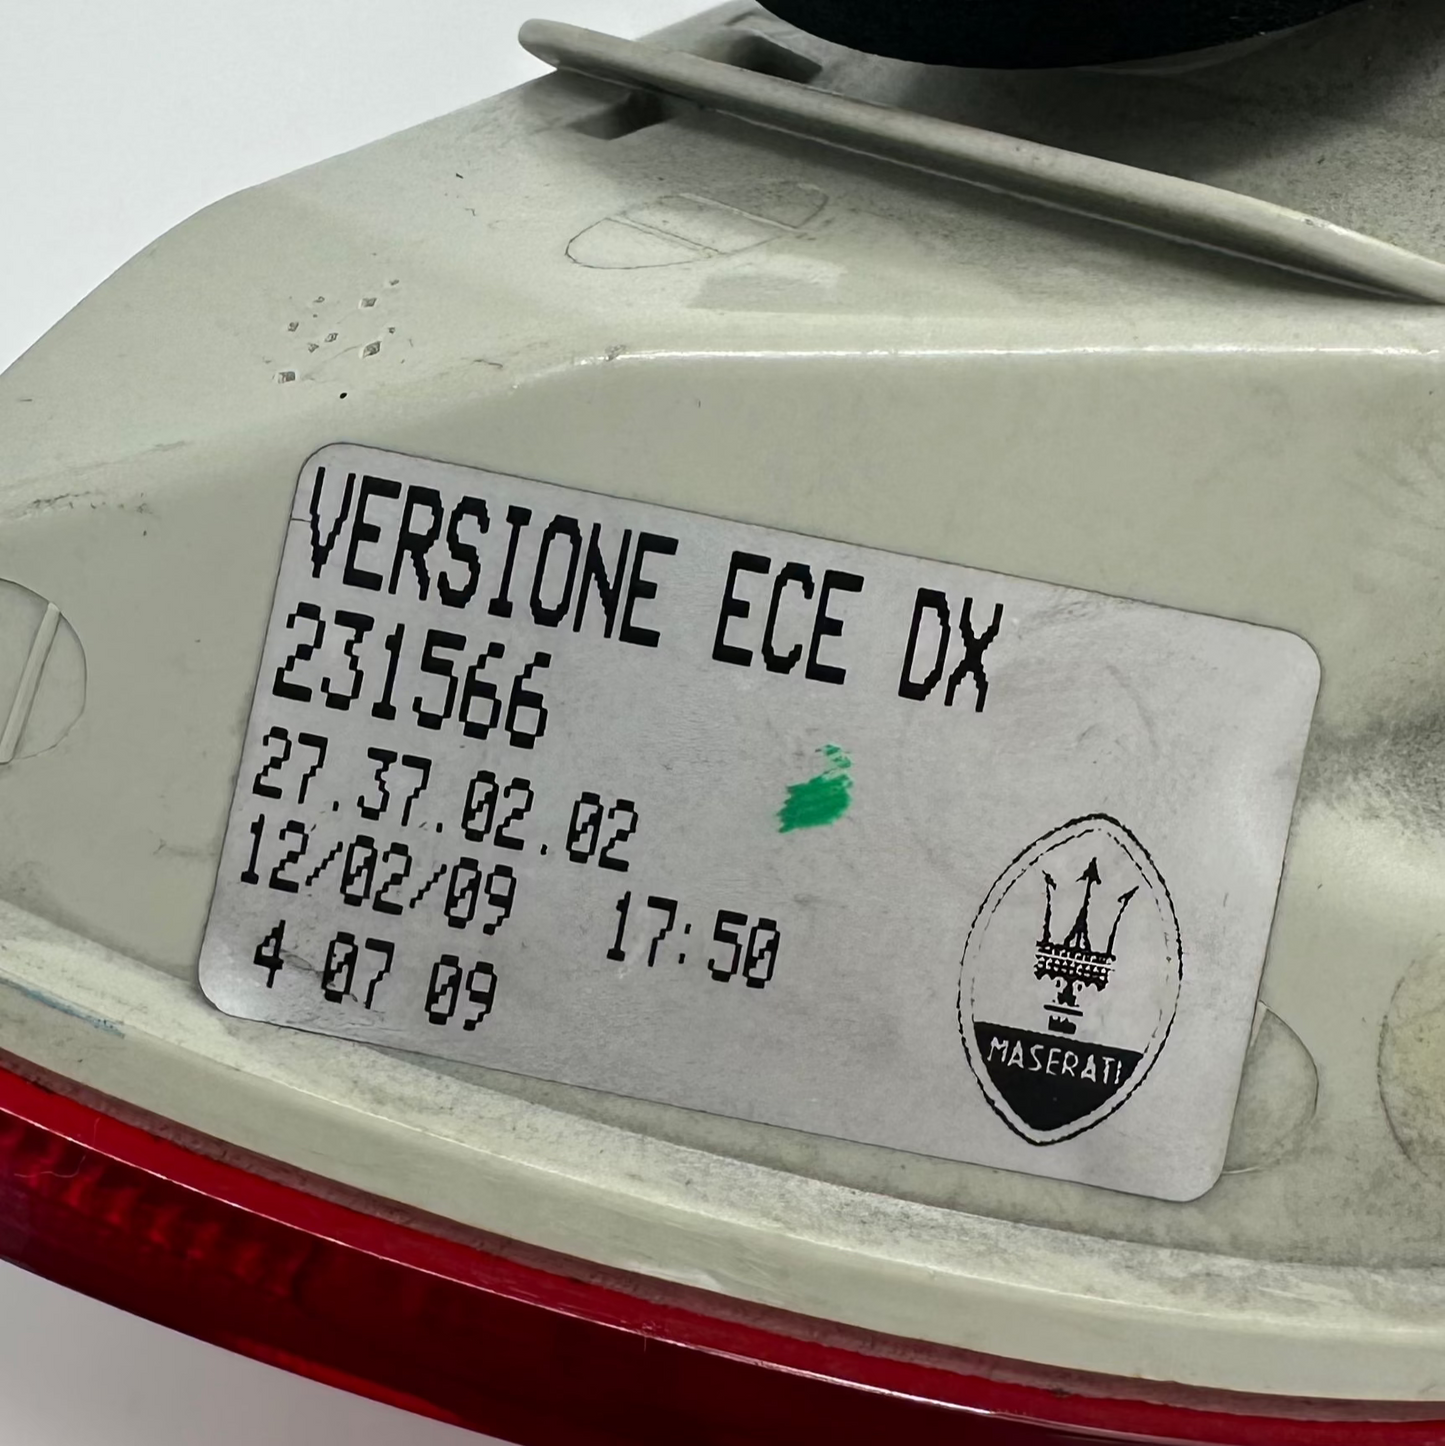 VERSIONE ECE DX
231566
27.37.02.02
12/02/09 17:50
4 07 09
MASERATI